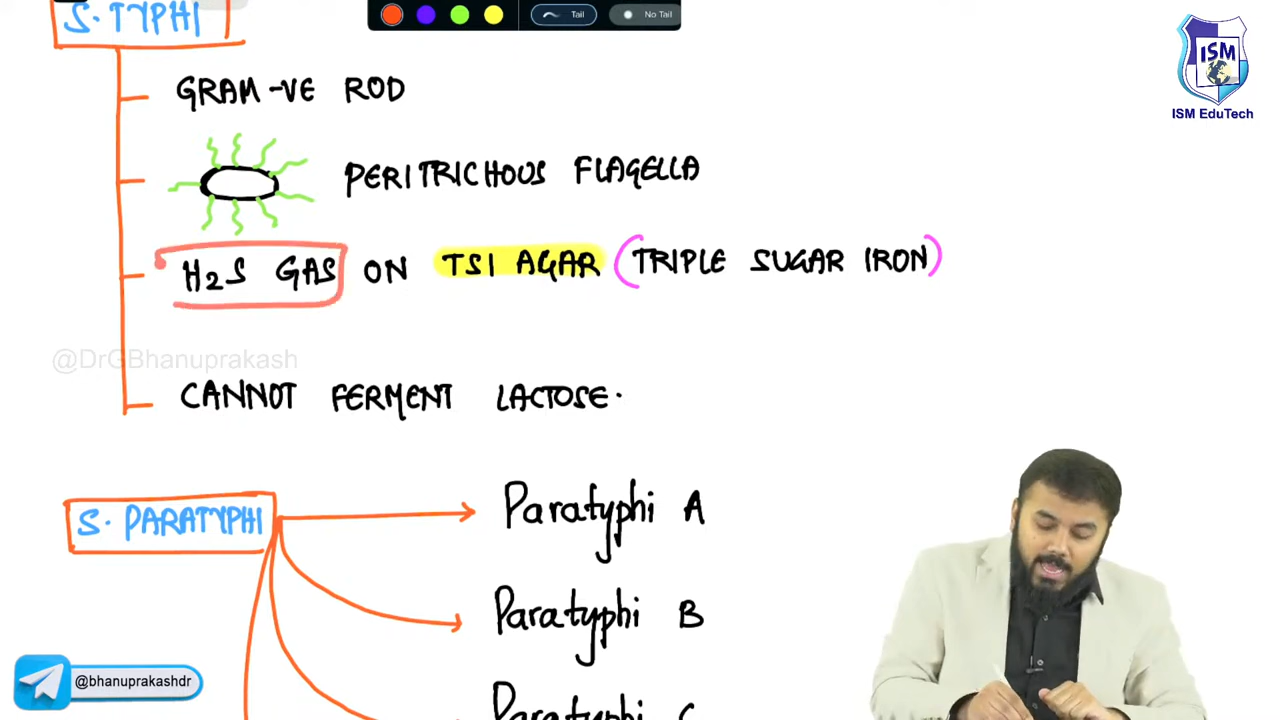 S. TYPHI
Tail
No Tail
ISM
ISM EduTech
GRAM -VE ROD
PERITRICHOUS FLAGELLA
H2S GAS ON TSI AGAR (TRIPLE SUGAR IRON)
@DrGBhanuprakash
CANNOT FERMENT LACTOSE.
S. PARATYPHI
Paratyphi A
Paratyphi B
Paratyphi C
@bhanuprakashdr